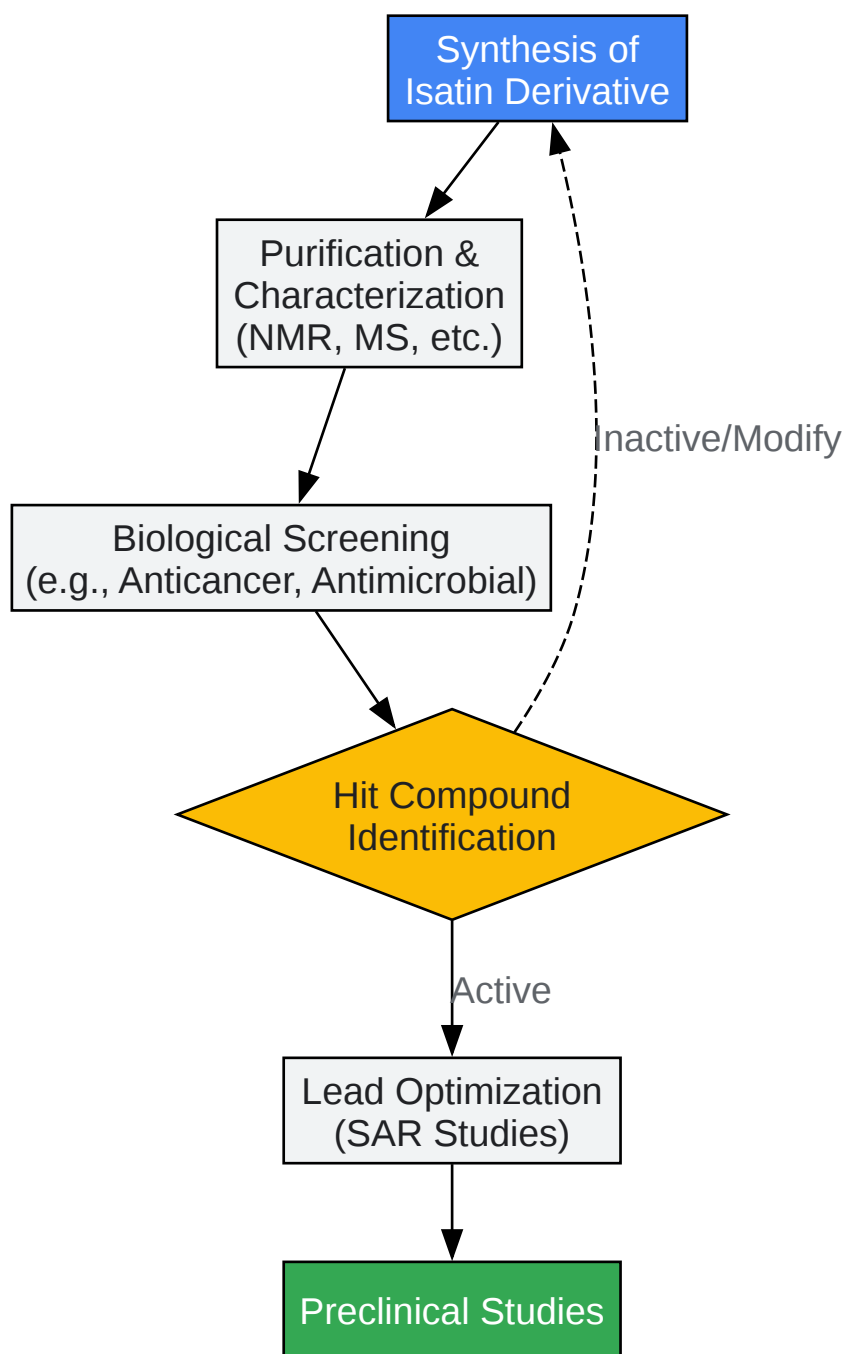 Synthesis of
Isatin Derivative
Purification &
Characterization
(NMR, MS, etc.)
Inactive/Modify
Biological Screening
(e.g., Anticancer, Antimicrobial)
Hit Compound
Identification
Active
Lead Optimization
(SAR Studies)
Preclinical Studies